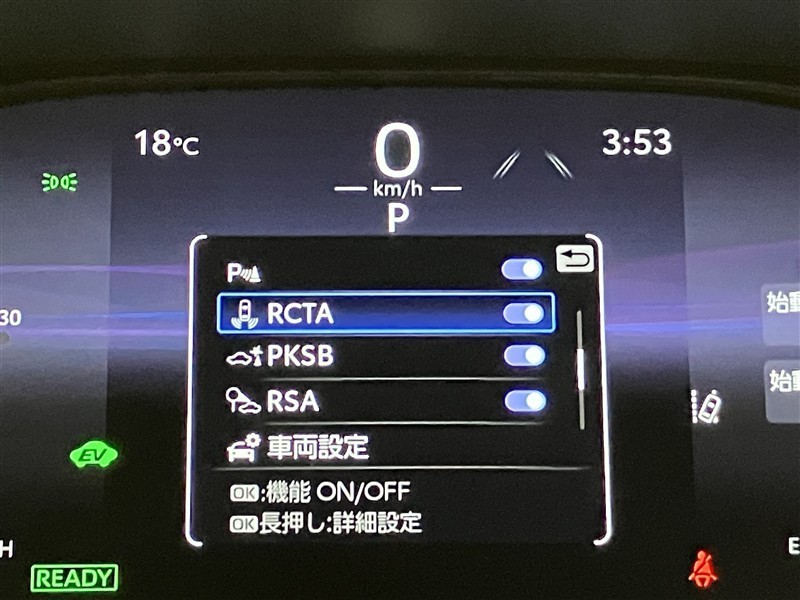 18℃
0
3:53
km/h
P
P
RCTA
30
始動
PKSB
始動
RSA
EV
車両設定
OK:機能 ON/OFF
OK長押し:詳細設定
H
E
READY